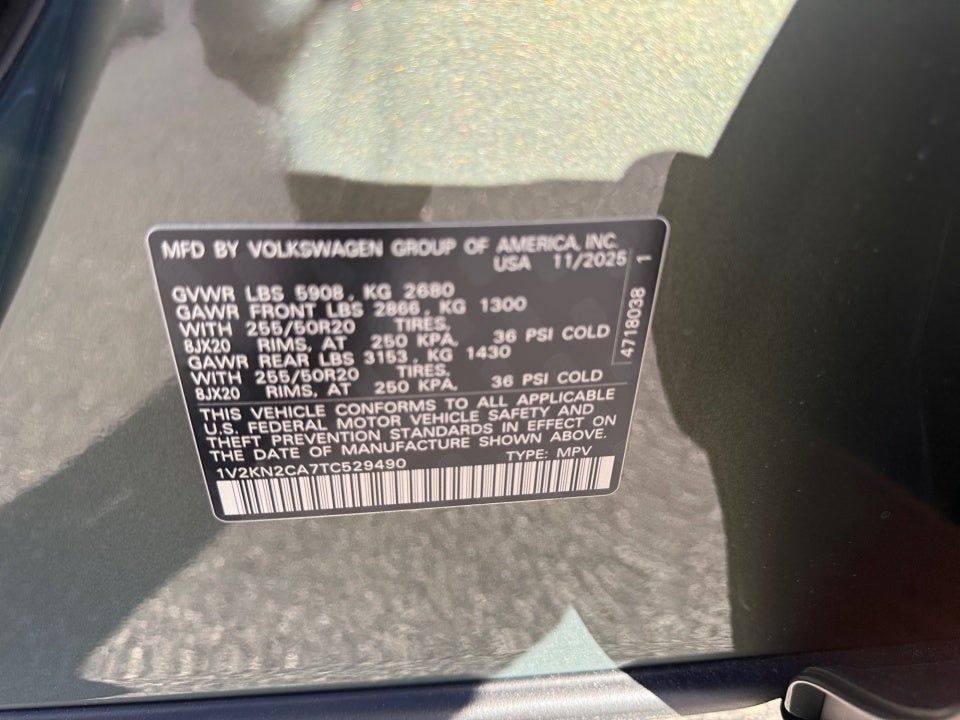 MFD BY VOLKSWAGEN GROUP OF AMERICA, INC.
USA 11/2025
GVWR LBS 5908, KG 2680
GAWR FRONT LBS 2866, KG 1300
WITH 255/50R20 TIRES,
8JX20 RIMS, AT 250 KPA, 36 PSI COLD
GAWR REAR LBS 3153, KG 1430
WITH 255/50R20 TIRES,
8JX20 RIMS, AT 250 KPA, 36 PSI COLD
THIS VEHICLE CONFORMS TO ALL APPLICABLE
U.S. FEDERAL MOTOR VEHICLE SAFETY AND
THEFT PREVENTION STANDARDS IN EFFECT ON
THE DATE OF MANUFACTURE SHOWN ABOVE.
1V2KN2CA7TC529490 TYPE: MPV
4718038 1